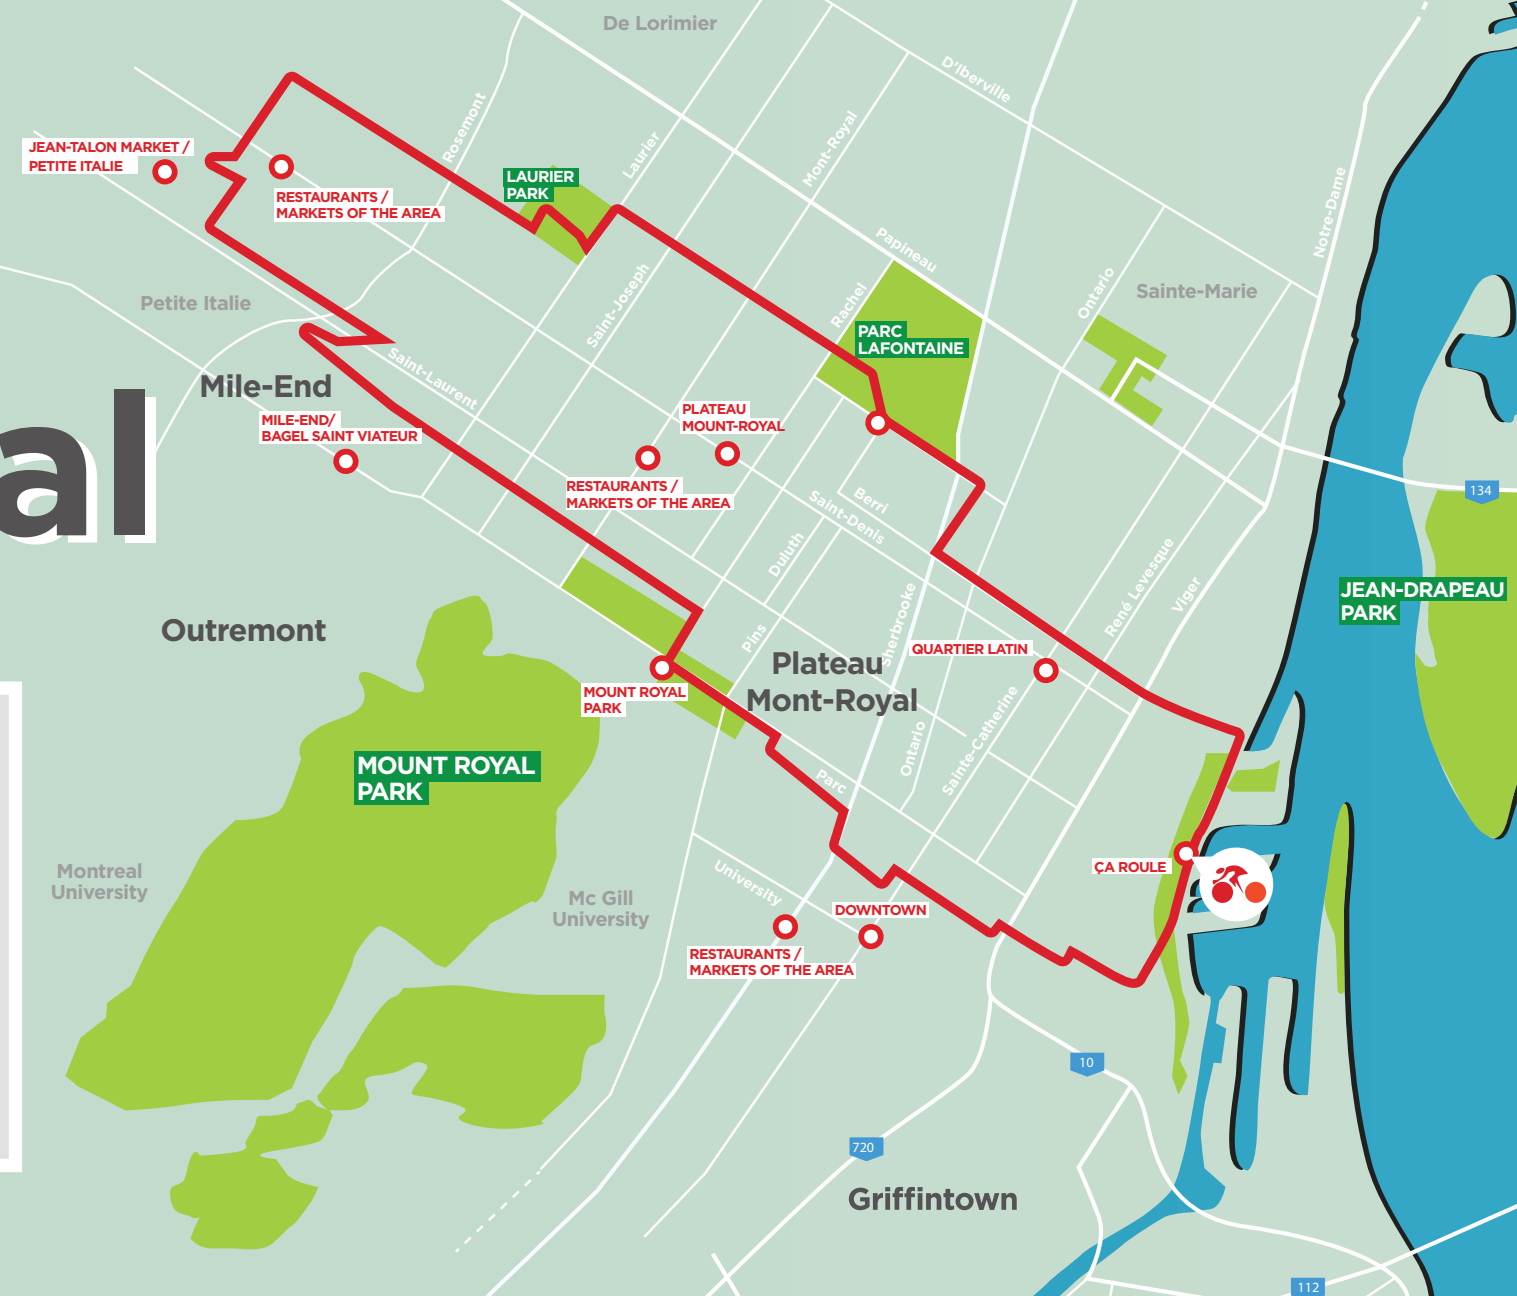 De Lorimier
D'Iberville
Rosemont
Laurier
Mont-Royal
JEAN-TALON MARKET /
PETITE ITALIE
RESTAURANTS /
MARKETS OF THE AREA
LAURIER
PARK
Papineau
Notre-Dame
Petite Italie
Saint-Joseph
Rachel
PARC
LAFONTAINE
Ontario
Sainte-Marie
Saint-Laurent
Mile-End
MILE-END/
BAGEL SAINT VIATEUR
PLATEAU
MOUNT-ROYAL
RESTAURANTS /
MARKETS OF THE AREA
Berri
Saint-Denis
134
al
Duluth
Pins
Sherbrooke
René Levesque
Viger
JEAN-DRAPEAU
PARK
Outremont
QUARTIER LATIN
Plateau
Mont-Royal
MOUNT ROYAL
PARK
Ontario
Sainte-Catherine
MOUNT ROYAL
PARK
Parc
Montreal
University
Mc Gill
University
University
ÇA ROULE
DOWNTOWN
RESTAURANTS /
MARKETS OF THE AREA
10
720
Griffintown
112